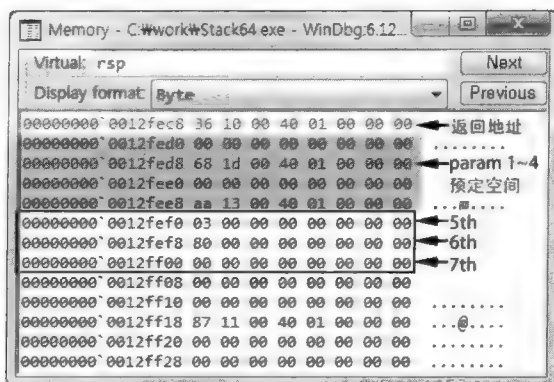 Memory - C:₩work₩Stack64 exe - WinDbg:6.12...
Virtual: rsp Next
Display format: Byte Previous
00000000`0012fec8 36 10 00 40 01 00 00 00 返回地址
00000000`0012fed0 00 00 00 00 00 00 00 00 ........
00000000`0012fed8 68 1d 00 40 01 00 00 00 param 1~4
00000000`0012fee0 00 00 00 00 00 00 00 00 预定空间
00000000`0012fee8 aa 13 00 40 01 00 00 00 ...@....
00000000`0012fef0 03 00 00 00 00 00 00 00 5th
00000000`0012fef8 80 00 00 00 00 00 00 00 6th
00000000`0012ff00 00 00 00 00 00 00 00 00 7th
00000000`0012ff08 00 00 00 00 00 00 00 00
00000000`0012ff10 00 00 00 00 00 00 00 00 ........
00000000`0012ff18 87 11 00 40 01 00 00 00 ...@....
00000000`0012ff20 00 00 00 00 00 00 00 00 ........
00000000`0012ff28 00 00 00 00 00 00 00 00 ........